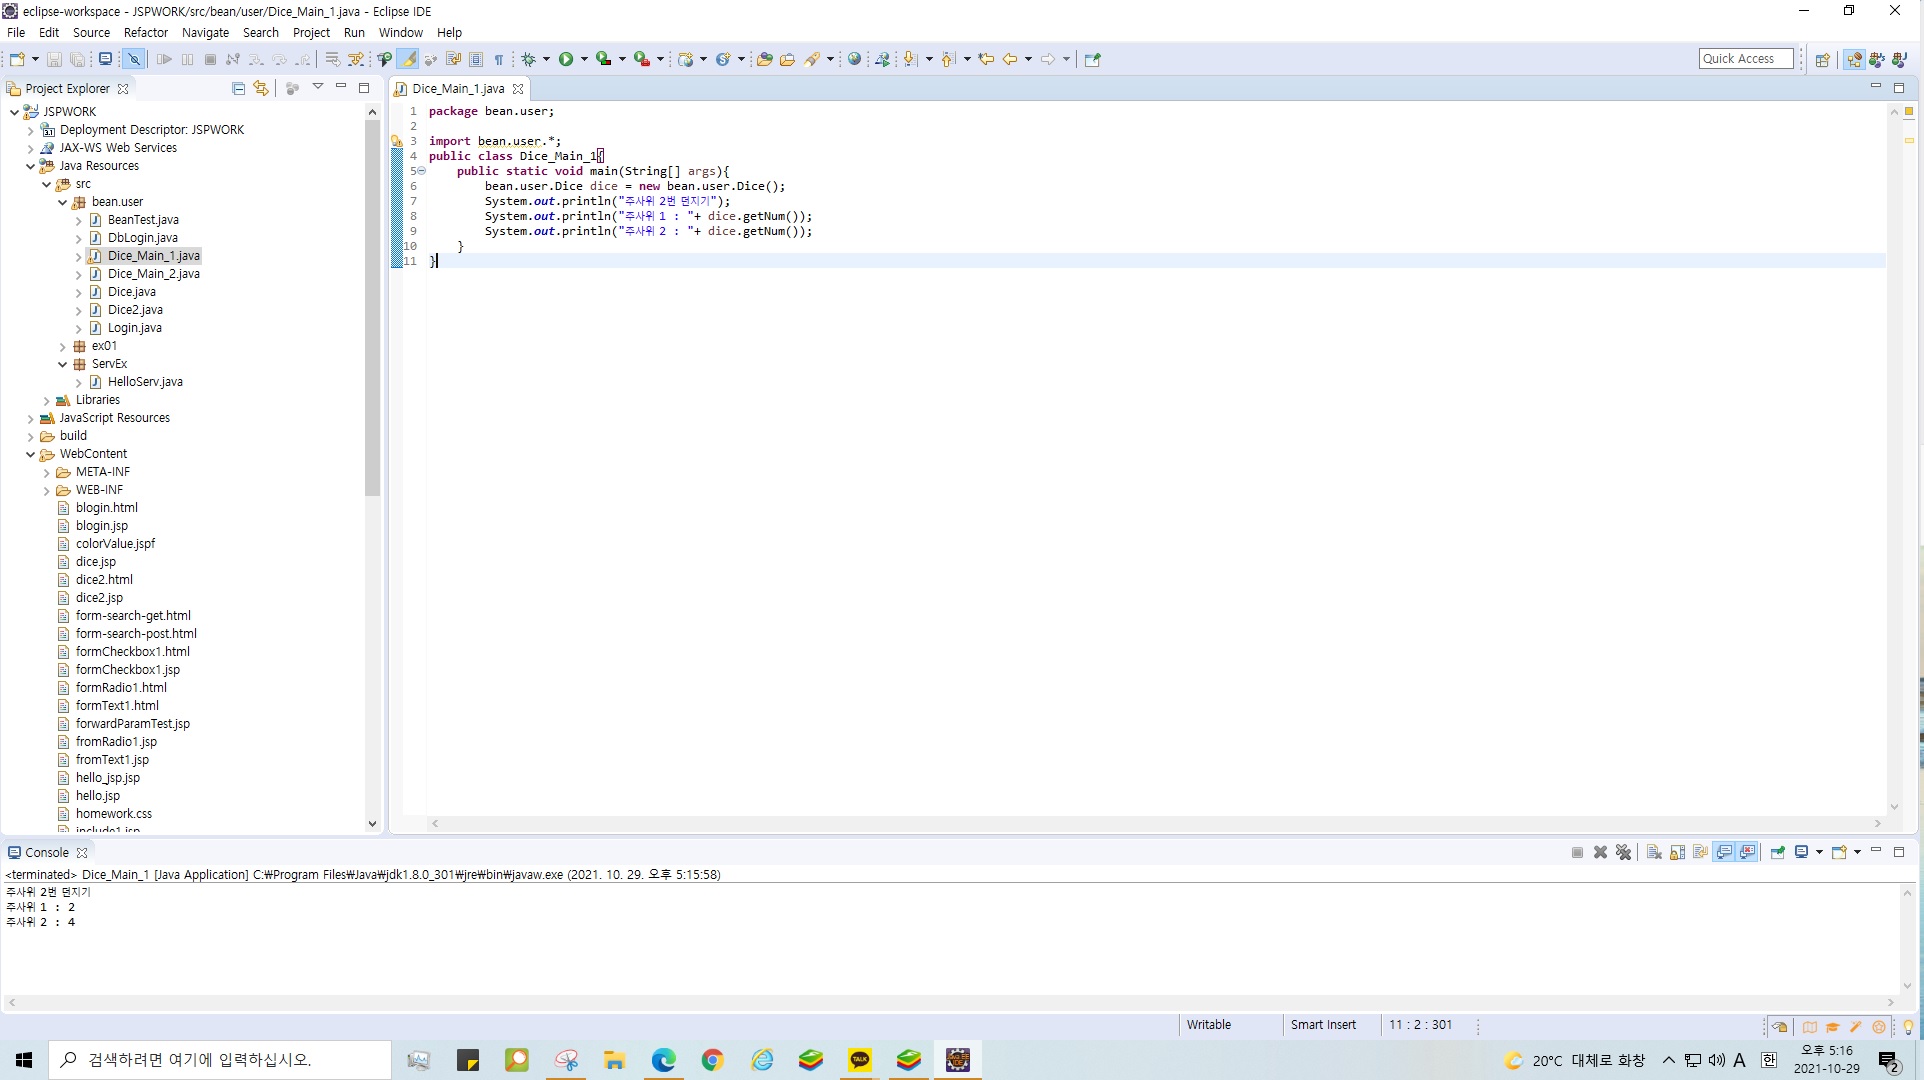 eclipse-workspace - JSPWORK/src/bean/user/Dice_Main_1.java - Eclipse IDE
File Edit Source Refactor Navigate Search Project Run Window Help
Quick Access
Project Explorer
JSPWORK
Deployment Descriptor: JSPWORK
JAX-WS Web Services
Java Resources
src
bean.user
BeanTest.java
DbLogin.java
Dice_Main_1.java
Dice_Main_2.java
Dice.java
Dice2.java
Login.java
ex01
ServEx
HelloServ.java
Libraries
JavaScript Resources
build
WebContent
META-INF
WEB-INF
blogin.html
blogin.jsp
colorValue.jspf
dice.jsp
dice2.html
dice2.jsp
form-search-get.html
form-search-post.html
formCheckbox1.html
formCheckbox1.jsp
formRadio1.html
formText1.html
forwardParamTest.jsp
fromRadio1.jsp
fromText1.jsp
hello_jsp.jsp
hello.jsp
homework.css
include1.jsp
Dice_Main_1.java
1 package bean.user;
2
3 import bean.user.*;
4 public class Dice_Main_1{
5 public static void main(String[] args){
6 bean.user.Dice dice = new bean.user.Dice();
7 System.out.println("주사위 2번 던지기");
8 System.out.println("주사위 1 : "+ dice.getNum());
9 System.out.println("주사위 2 : "+ dice.getNum());
10 }
11 }
Console
<terminated> Dice_Main_1 [Java Application] C:₩Program Files₩Java₩jdk1.8.0_301₩jre₩bin₩javaw.exe (2021. 10. 29. 오후 5:15:58)
주사위 2번 던지기
주사위 1 : 2
주사위 2 : 4
Writable Smart Insert 11 : 2 : 301
검색하려면 여기에 입력하십시오.
TALK
20°C 대체로 화창
A 한
오후 5:16
2021-10-29
2